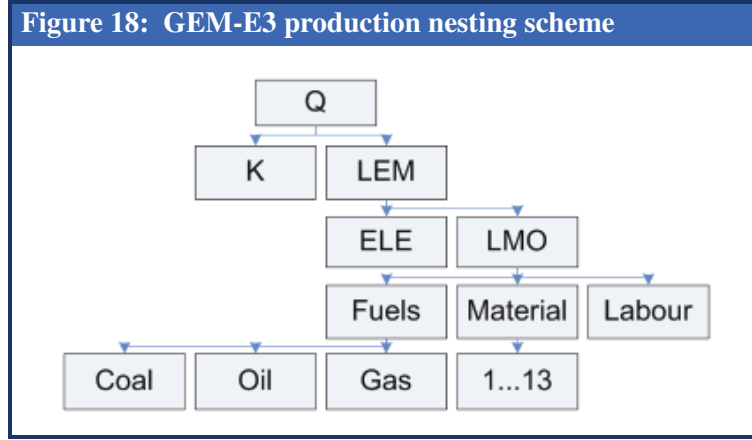 Figure 18: GEM-E3 production nesting scheme
Q
K LEM
ELE LMO
Fuels Material Labour
Coal Oil Gas 1...13